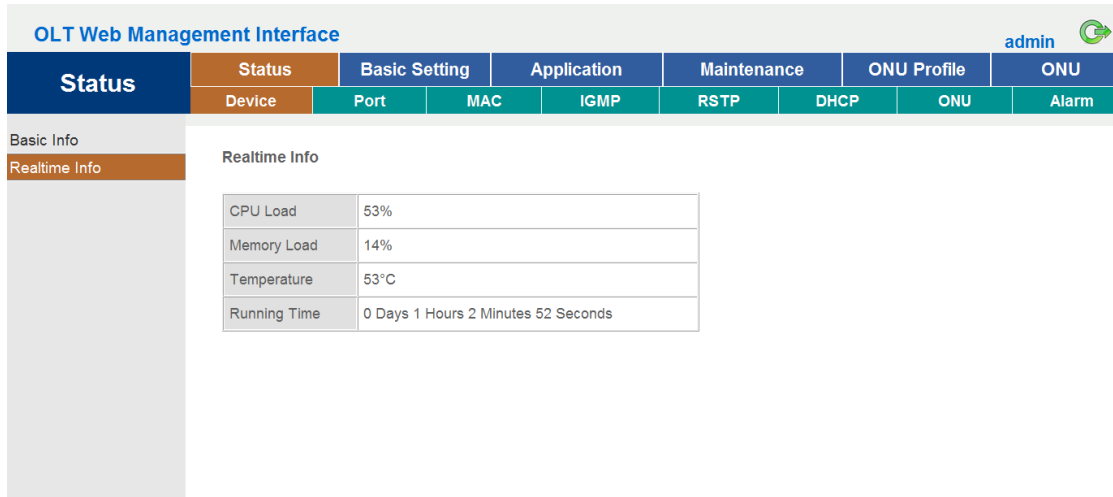 OLT Web Management Interface
admin
Status
Status Basic Setting Application Maintenance ONU Profile ONU
Device Port MAC IGMP RSTP DHCP ONU Alarm
Basic Info
Realtime Info
Realtime Info
CPU Load 53%
Memory Load 14%
Temperature 53°C
Running Time 0 Days 1 Hours 2 Minutes 52 Seconds